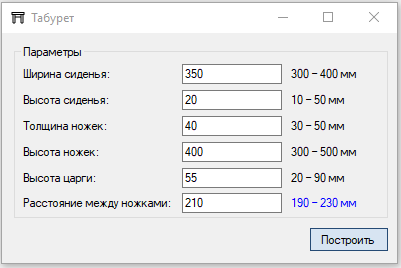 Табурет
Параметры
Ширина сиденья: 350 300 – 400 мм
Высота сиденья: 20 10 – 50 мм
Толщина ножек: 40 30 – 50 мм
Высота ножек: 400 300 – 500 мм
Высота царги: 55 20 – 90 мм
Расстояние между ножками: 210 190 – 230 мм
Построить